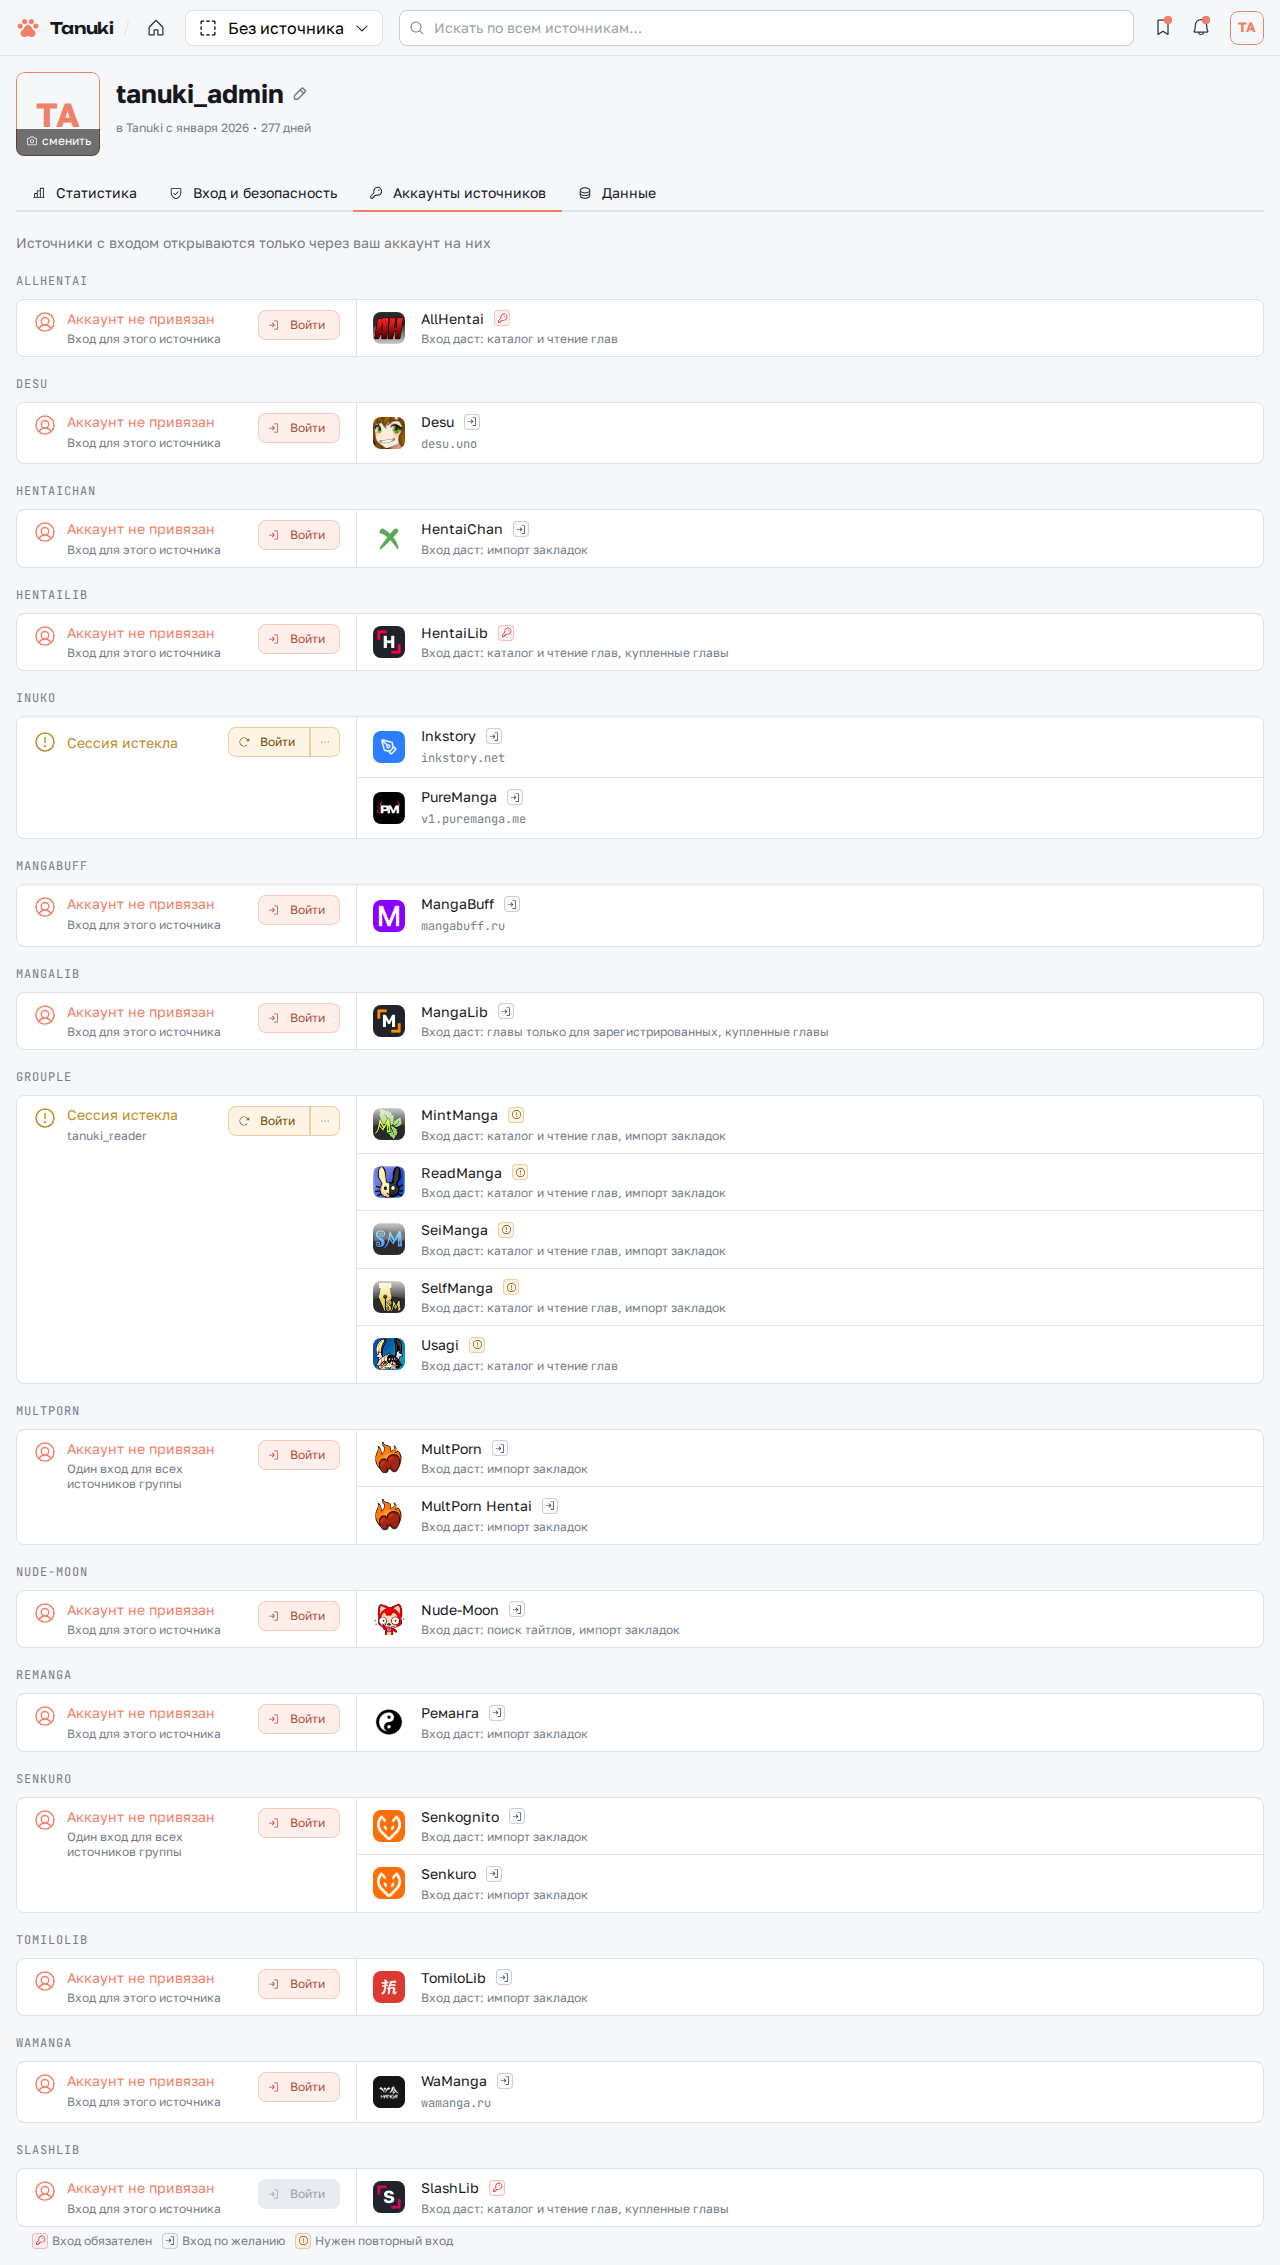 Tanuki / Без источника Искать по всем источникам... TA
TA
сменить
tanuki_admin
в Tanuki с января 2026 · 277 дней
Статистика Вход и безопасность Аккаунты источников Данные
Источники с входом открываются только через ваш аккаунт на них
ALLHENTAI
Аккаунт не привязан
Вход для этого источника
Войти
AllHentai
Вход даст: каталог и чтение глав
DESU
Аккаунт не привязан
Вход для этого источника
Войти
Desu
desu.uno
HENTAICHAN
Аккаунт не привязан
Вход для этого источника
Войти
HentaiChan
Вход даст: импорт закладок
HENTAILIB
Аккаунт не привязан
Вход для этого источника
Войти
H
HentaiLib
Вход даст: каталог и чтение глав, купленные главы
INUKO
Сессия истекла
Войти ...
Inkstory
inkstory.net
PM
PureManga
v1.puremanga.me
MANGABUFF
Аккаунт не привязан
Вход для этого источника
Войти
M
MangaBuff
mangabuff.ru
MANGALIB
Аккаунт не привязан
Вход для этого источника
Войти
M
MangaLib
Вход даст: главы только для зарегистрированных, купленные главы
GROUPLE
Сессия истекла
tanuki_reader
Войти ...
MintManga
Вход даст: каталог и чтение глав, импорт закладок
ReadManga
Вход даст: каталог и чтение глав, импорт закладок
SM
SeiManga
Вход даст: каталог и чтение глав, импорт закладок
SM
SelfManga
Вход даст: каталог и чтение глав, импорт закладок
Usagi
Вход даст: каталог и чтение глав
MULTPORN
Аккаунт не привязан
Один вход для всех
источников группы
Войти
MultPorn
Вход даст: импорт закладок
MultPorn Hentai
Вход даст: импорт закладок
NUDE-MOON
Аккаунт не привязан
Вход для этого источника
Войти
Nude-Moon
Вход даст: поиск тайтлов, импорт закладок
REMANGA
Аккаунт не привязан
Вход для этого источника
Войти
Реманга
Вход даст: импорт закладок
SENKURO
Аккаунт не привязан
Один вход для всех
источников группы
Войти
Senkognito
Вход даст: импорт закладок
Senkuro
Вход даст: импорт закладок
TOMILOLIB
Аккаунт не привязан
Вход для этого источника
Войти
TomiloLib
Вход даст: импорт закладок
WAMANGA
Аккаунт не привязан
Вход для этого источника
Войти
WaManga
wamanga.ru
SLASHLIB
Аккаунт не привязан
Вход для этого источника
Войти
S
SlashLib
Вход даст: каталог и чтение глав, купленные главы
Вход обязателен Вход по желанию Нужен повторный вход